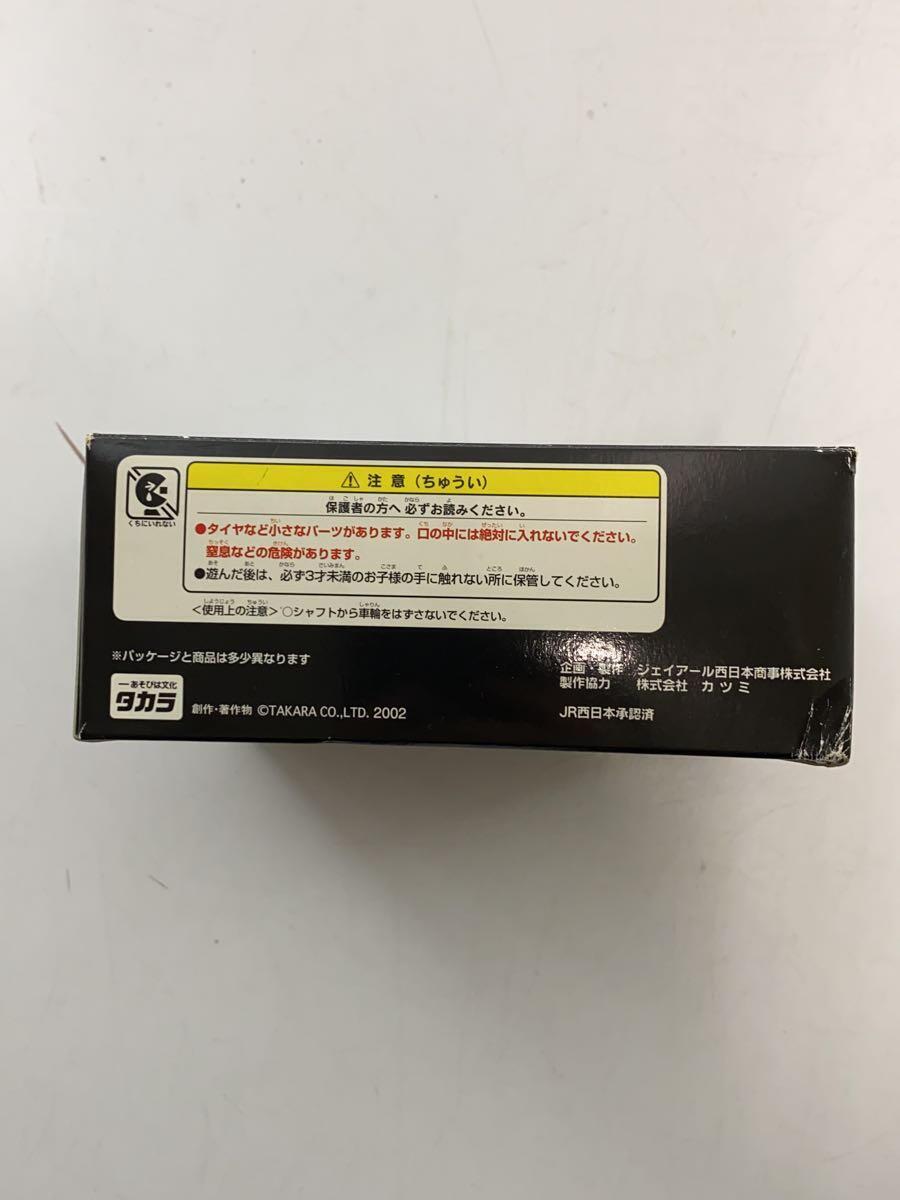 くちにいれない
注意(ちゅうい)
保護者の方へ必ずお読みください。
●タイヤなど小さなパーツがあります。口の中には絶対に入れないでください。
窒息などの危険があります。
●遊んだ後は、必ず3才未満のお子様の手に触れない所に保管してください。
<使用上の注意>○シャフトから車輪をはずさないでください。
※パッケージと商品は多少異なります
企画・製作 ジェイアール西日本商事株式会社
製作協力 株式会社 カツミ
ーあそびは文化
タカラ
創作・著作物 ©TAKARA CO.,LTD. 2002
JR西日本承認済